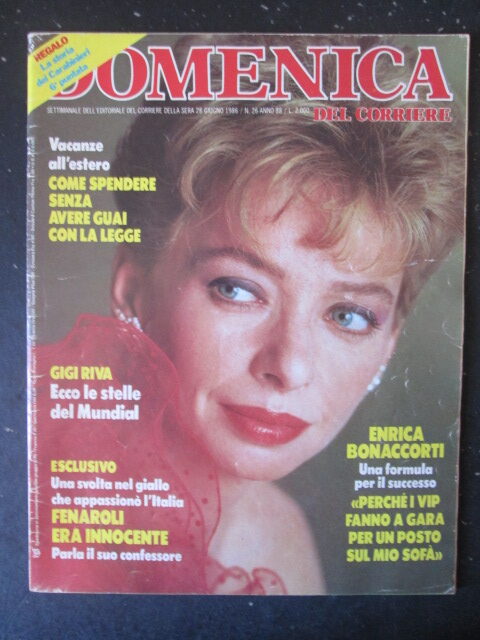 REGALO
La storia
dei Carabinieri
6ª puntata
DOMENICA
DEL CORRIERE
SETTIMANALE DELL'EDITORIALE DEL CORRIERE DELLA SERA 28 GIUGNO 1986 / N. 26 ANNO 88 / L. 2.000
Vacanze
all'estero
COME SPENDERE
SENZA
AVERE GUAI
CON LA LEGGE
GIGI RIVA
Ecco le stelle
del Mundial
ESCLUSIVO
Una svolta nel giallo
che appassionò l'Italia
FENAROLI
ERA INNOCENTE
Parla il suo confessore
ENRICA
BONACCORTI
Una formula
per il successo
«PERCHÉ I VIP
FANNO A GARA
PER UN POSTO
SUL MIO SOFÀ»